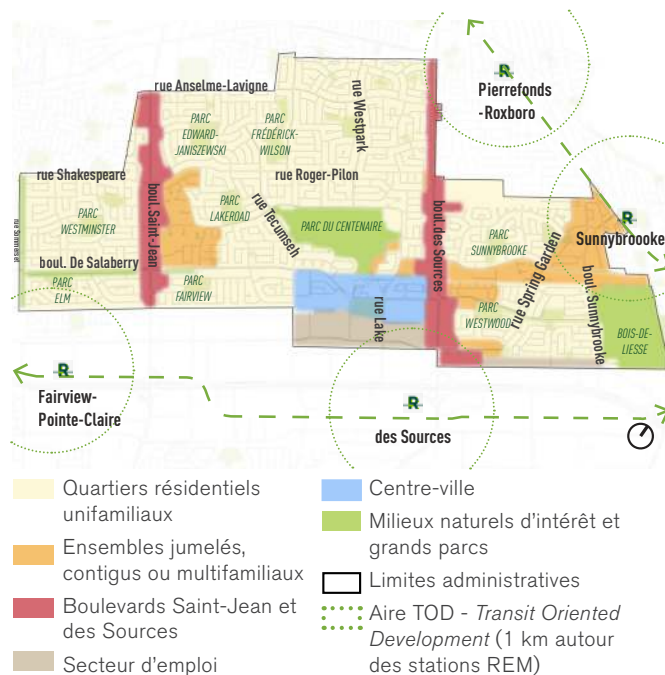 rue Anselme-Lavigne
rue Westpark
R
Pierrefonds
-Roxboro
PARC
EDWARD-
JANISZEWSKI
PARC
FRÉDÉRICK-
WILSON
rue Shakespeare
rue Roger-Pilon
boul. Saint-Jean
PARC
LAKEROAD
rue Tecumseh
PARC DU CENTENAIRE
boul. des Sources
PARC
WESTMINSTER
PARC
SUNNYBROOKE
R
Sunnybroooke
rue Spring Garden
boul. De Salaberry
PARC
ELM
PARC
FAIRVIEW
rue Lake
PARC
WESTWOOD
boul. Sunnybrooke
BOIS-DE-
LIESSE
R
Fairview-
Pointe-Claire
R
des Sources
Quartiers résidentiels
unifamiliaux
Ensembles jumelés,
contigus ou multifamiliaux
Boulevards Saint-Jean et
des Sources
Secteur d'emploi
Centre-ville
Milieux naturels d'intérêt et
grands parcs
Limites administratives
Aire TOD - Transit Oriented
Development (1 km autour
des stations REM)